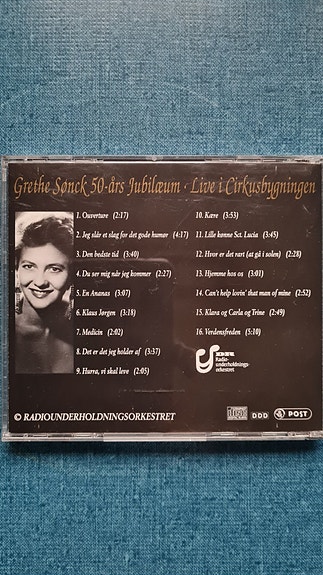 Grethe Sønck 50-års Jubilæum · Live i Cirkusbygningen
1. Ouverture (2:17)
2. Jeg slår et slag for det gode humør (4:17)
3. Den bedste tid (3:40)
4. Du ser mig når jeg kommer (2:27)
5. En Ananas (3:07)
6. Klaus Jørgen (3:18)
7. Medicin (2:02)
8. Det er det jeg holder af (3:37)
9. Hurra, vi skal leve (2:05)
10. Kære (3:53)
11. Lille kønne Sct. Lucia (3:45)
12. Hvor er det rart (at gå i solen) (2:28)
13. Hjemme hos os (3:01)
14. Can't help lovin' that man of mine (2:52)
15. Klara og Carla og Trine (2:49)
16. Verdensfreden (5:10)
DR
Radio-
underholdnings-
orkestret
© RADIOUNDERHOLDNINGSORKESTRET
DDD
POST